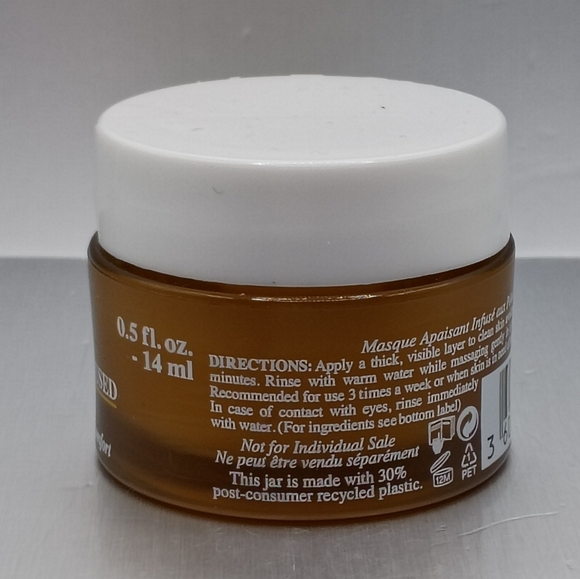 0.5 fl. oz.
- 14 ml
SED
Masque Apaisant Infusé aux
DIRECTIONS: Apply a thick, visible layer to clean skin
minutes. Rinse with warm water while massaging gently
Recommended for use 3 times a week or when skin is in
In case of contact with eyes, rinse immediately
with water. (For ingredients see bottom label)
Not for Individual Sale
Ne peut être vendu séparément
This jar is made with 30%
post-consumer recycled plastic.
12M
PET
3